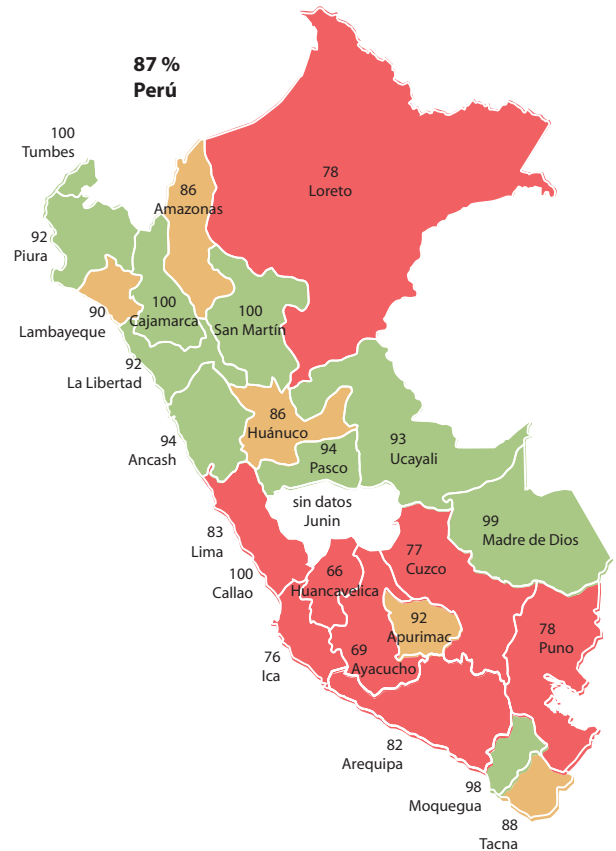 87 %
Perú
100
Tumbes
78
Loreto
86
Amazonas
92
Piura
90
Lambayeque
100
Cajamarca
100
San Martín
92
La Libertad
86
Huánuco
94
Ancash
94
Pasco
93
Ucayali
sin datos
Junin
99
Madre de Dios
83
Lima
77
Cuzco
100
Callao
66
Huancavelica
92
Apurimac
78
Puno
76
Ica
69
Ayacucho
82
Arequipa
98
Moquegua
88
Tacna